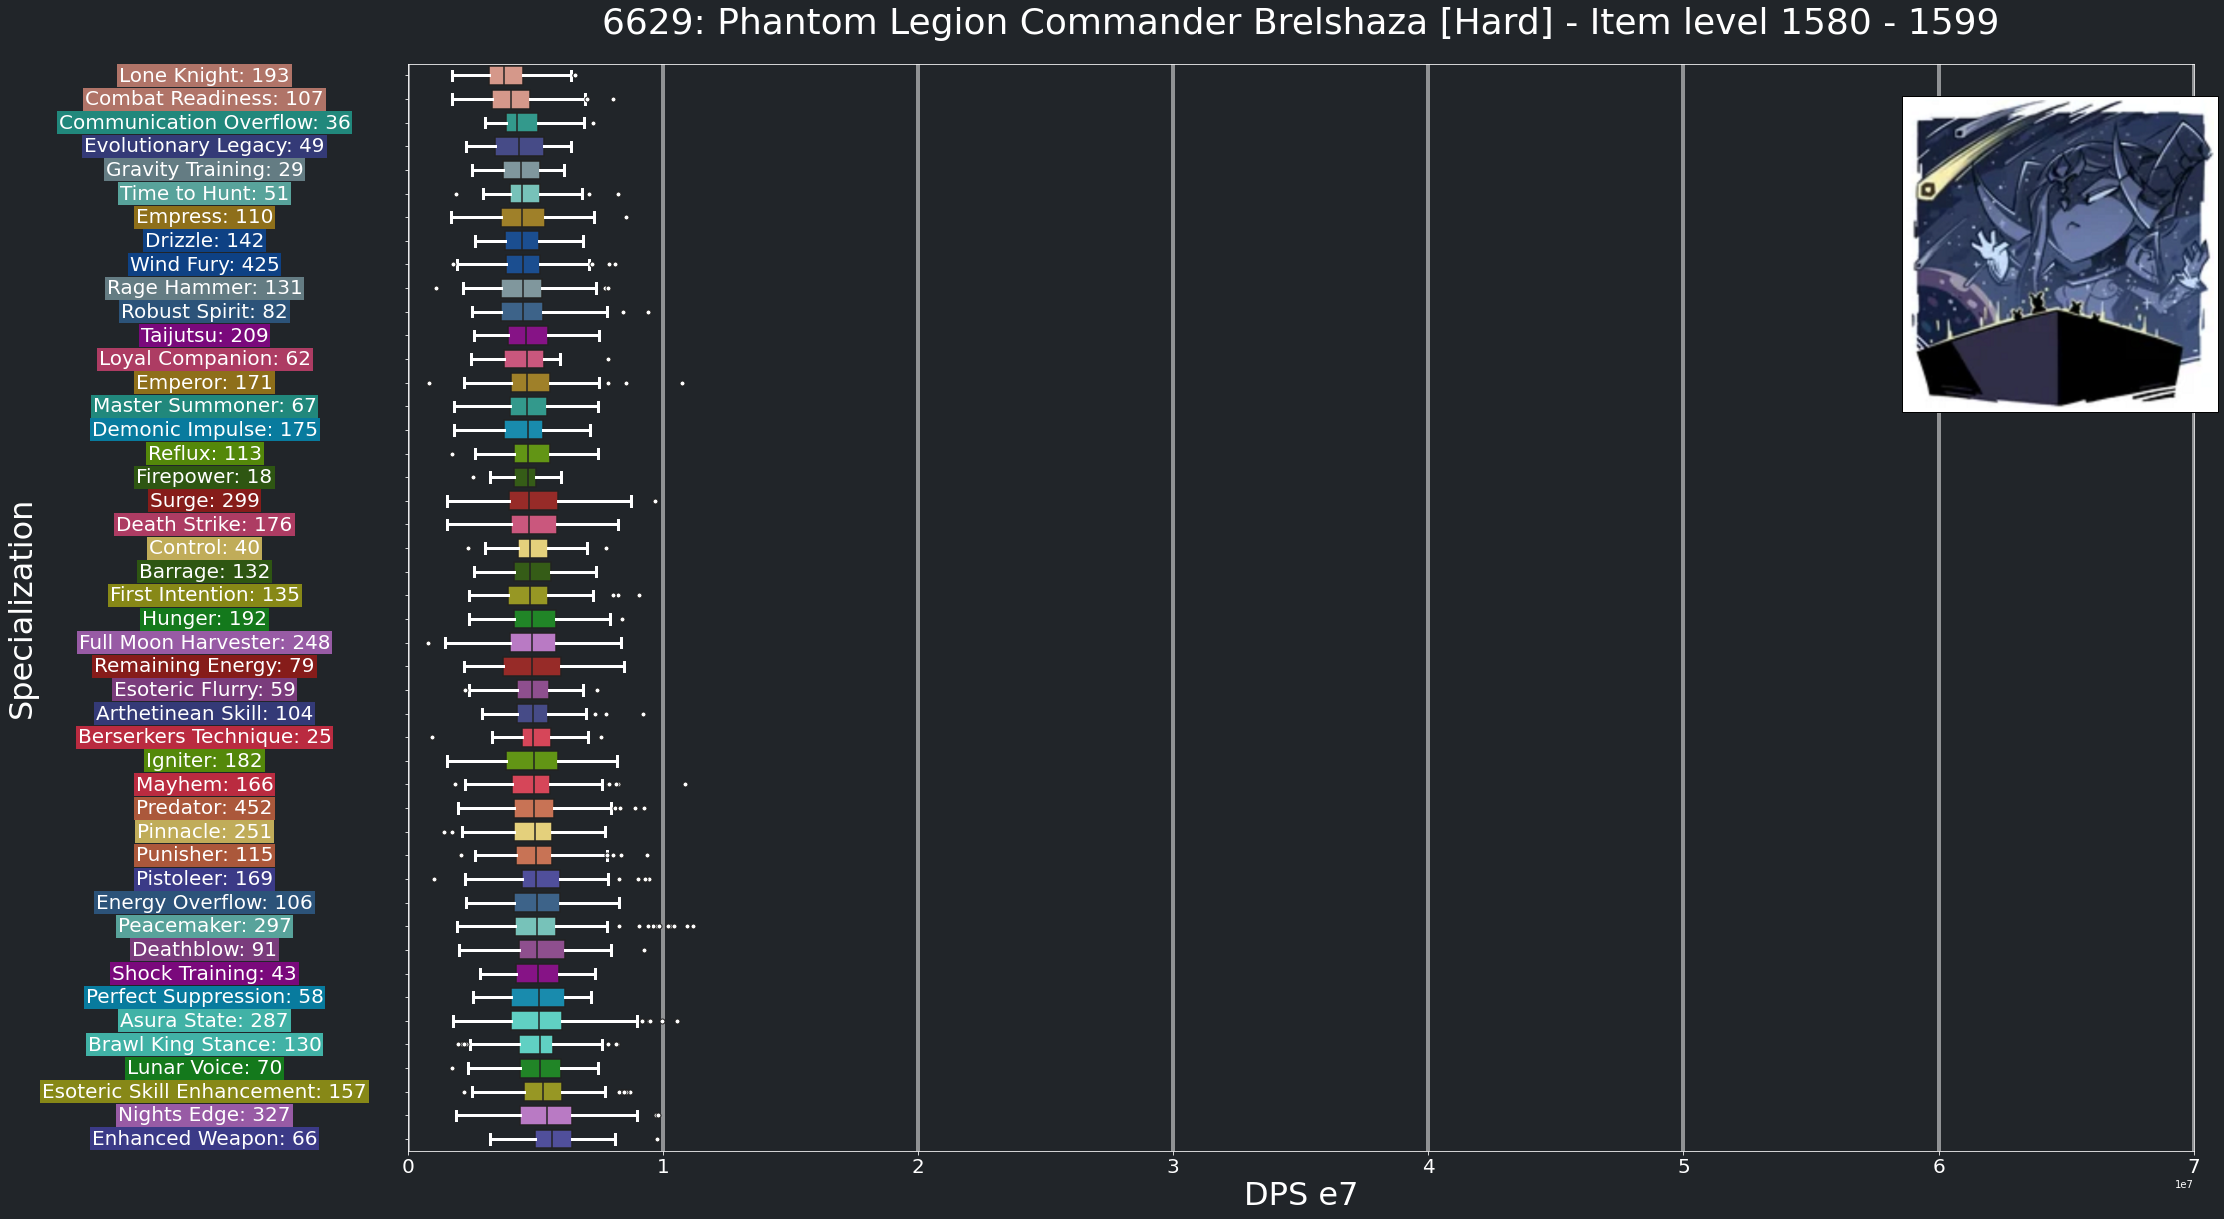 6629: Phantom Legion Commander Brelshaza [Hard] - Item level 1580 - 1599
Specialization
Lone Knight: 193
Combat Readiness: 107
Communication Overflow: 36
Evolutionary Legacy: 49
Gravity Training: 29
Time to Hunt: 51
Empress: 110
Drizzle: 142
Wind Fury: 425
Rage Hammer: 131
Robust Spirit: 82
Taijutsu: 209
Loyal Companion: 62
Emperor: 171
Master Summoner: 67
Demonic Impulse: 175
Reflux: 113
Firepower: 18
Surge: 299
Death Strike: 176
Control: 40
Barrage: 132
First Intention: 135
Hunger: 192
Full Moon Harvester: 248
Remaining Energy: 79
Esoteric Flurry: 59
Arthetinean Skill: 104
Berserkers Technique: 25
Igniter: 182
Mayhem: 166
Predator: 452
Pinnacle: 251
Punisher: 115
Pistoleer: 169
Energy Overflow: 106
Peacemaker: 297
Deathblow: 91
Shock Training: 43
Perfect Suppression: 58
Asura State: 287
Brawl King Stance: 130
Lunar Voice: 70
Esoteric Skill Enhancement: 157
Nights Edge: 327
Enhanced Weapon: 66
0 1 2 3 4 5 6 7
1e7
DPS e7